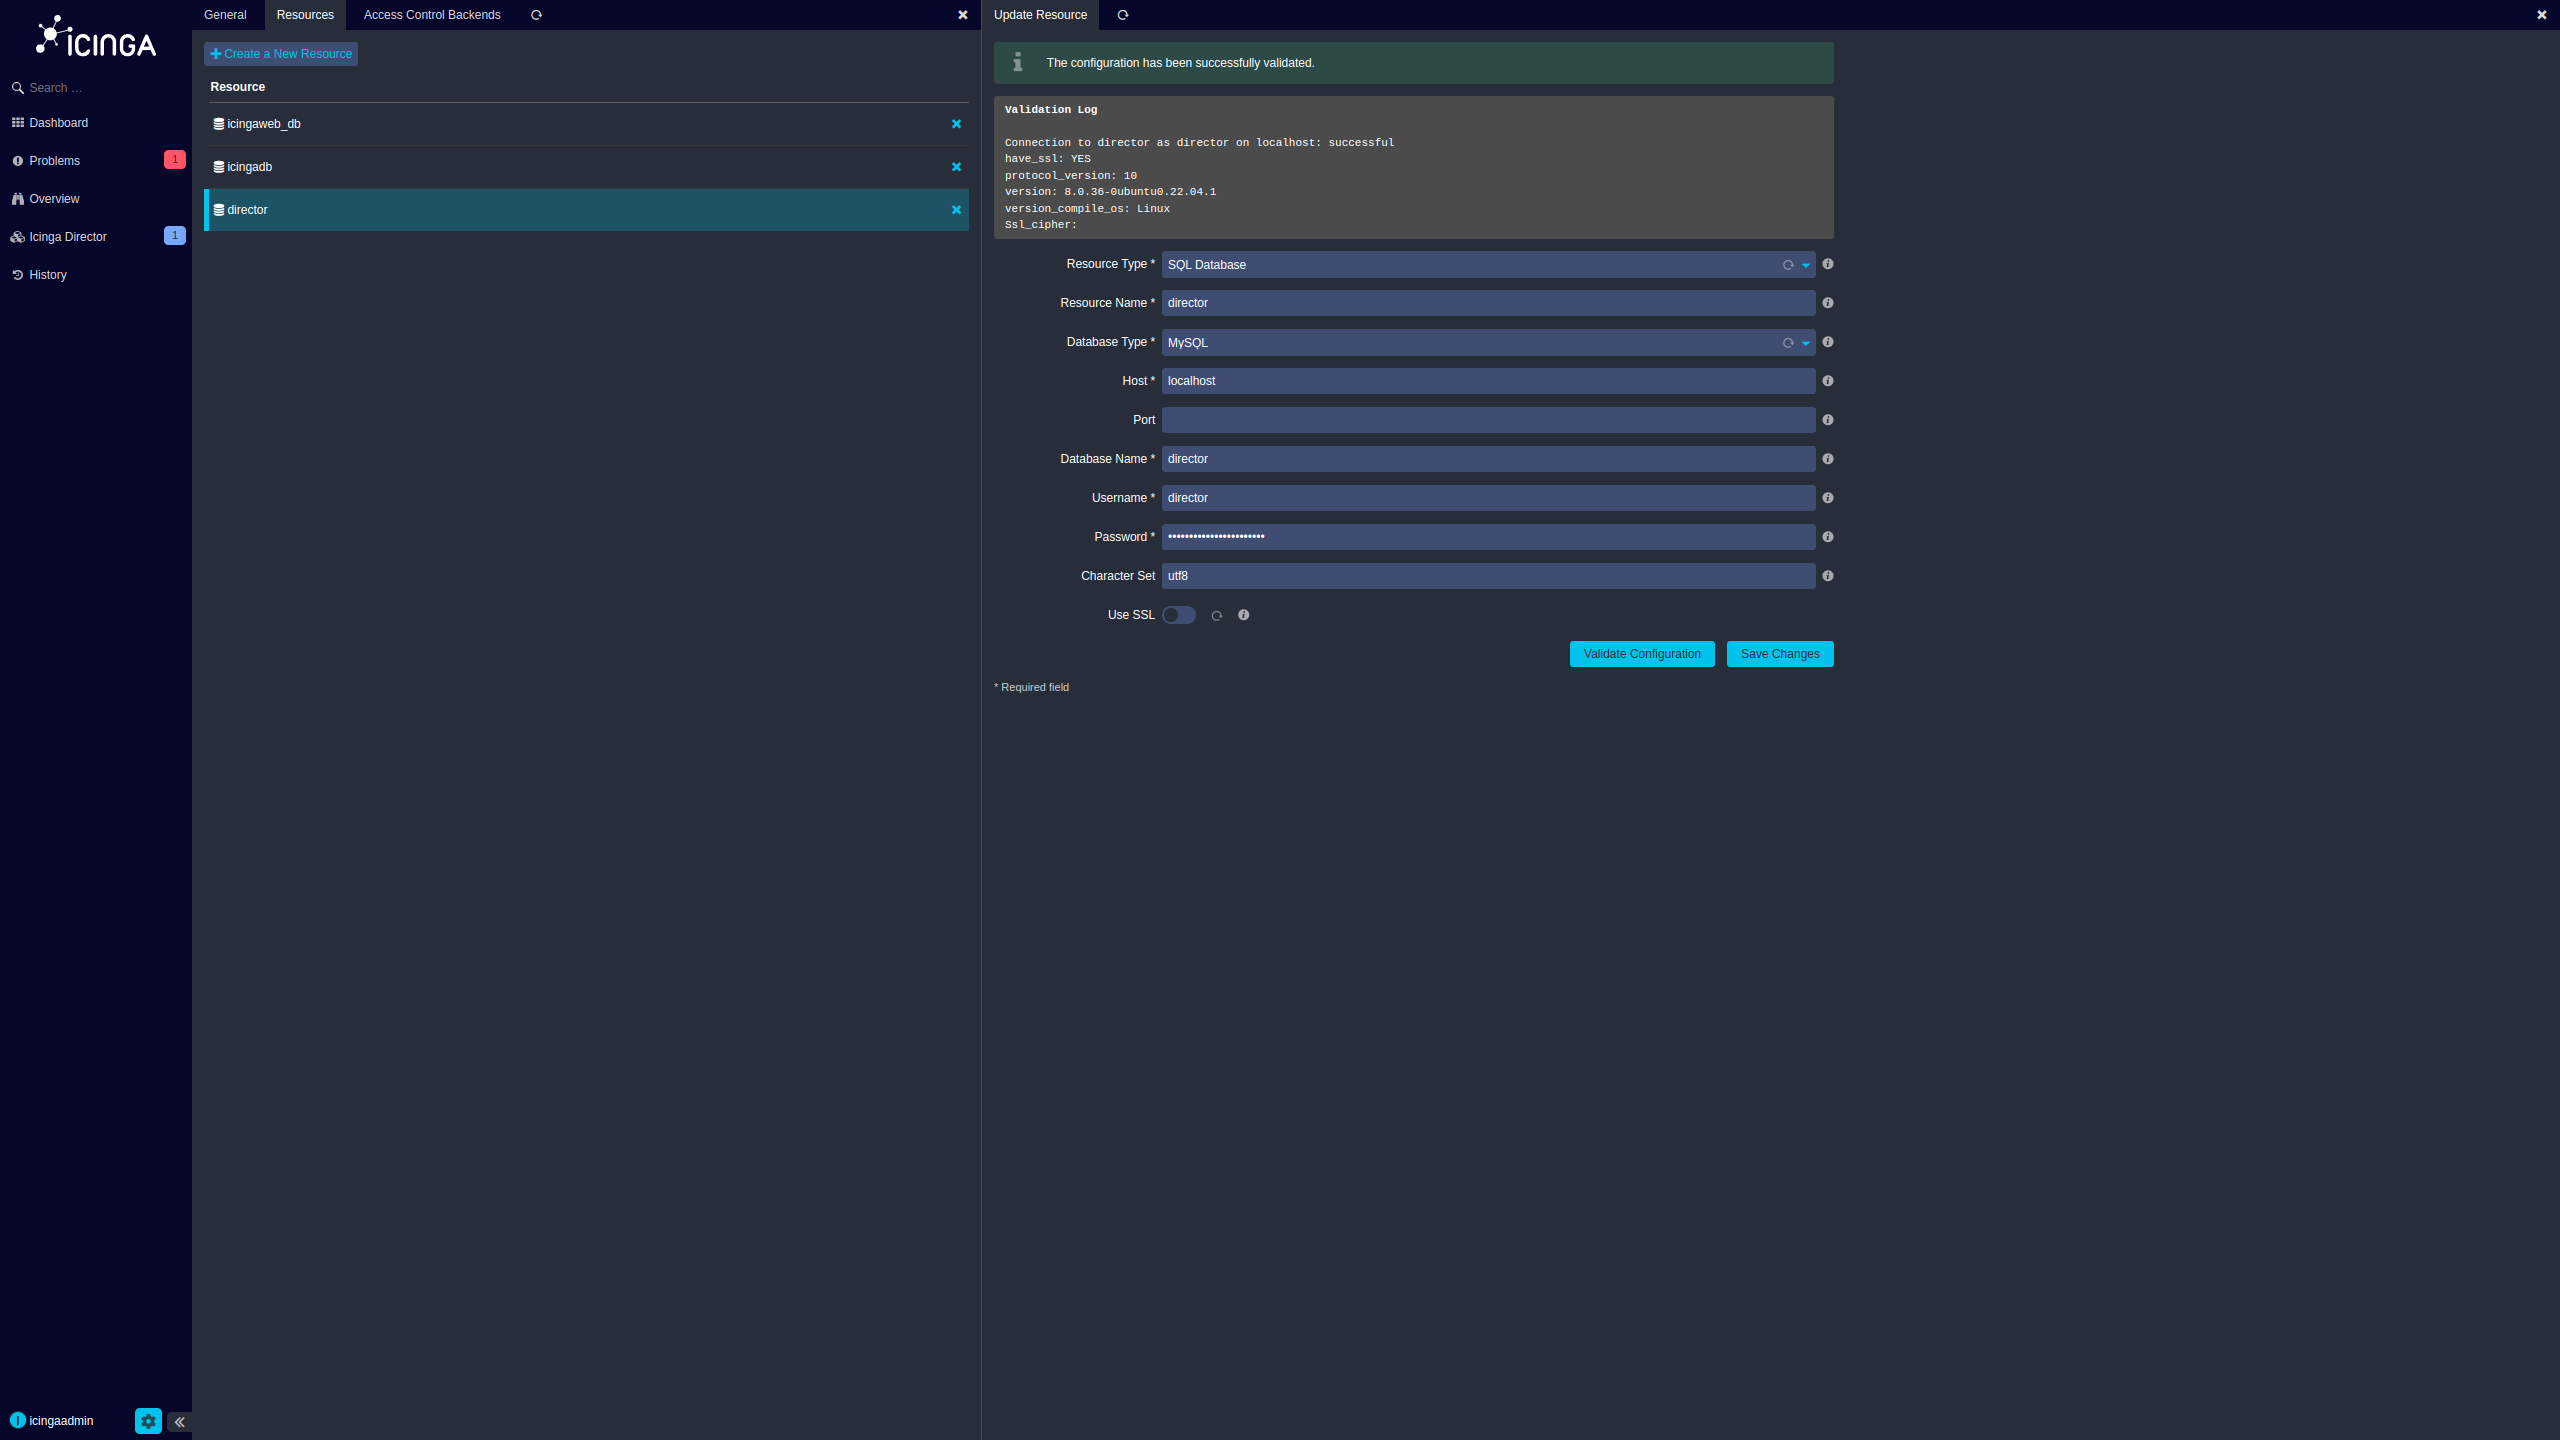 ICINGA
Search …
Dashboard
Problems
1
Overview
Icinga Director
1
History
icingaadmin
General
Resources
Access Control Backends
Create a New Resource
Resource
icingaweb_db
icingadb
director
Update Resource
The configuration has been successfully validated.
Validation Log
Connection to director as director on localhost: successful
have_ssl: YES
protocol_version: 10
version: 8.0.36-0ubuntu0.22.04.1
version_compile_os: Linux
Ssl_cipher:
Resource Type * SQL Database
Resource Name * director
Database Type * MySQL
Host * localhost
Port
Database Name * director
Username * director
Password * •••••••••••••••••••••••
Character Set utf8
Use SSL
Validate Configuration Save Changes
* Required field